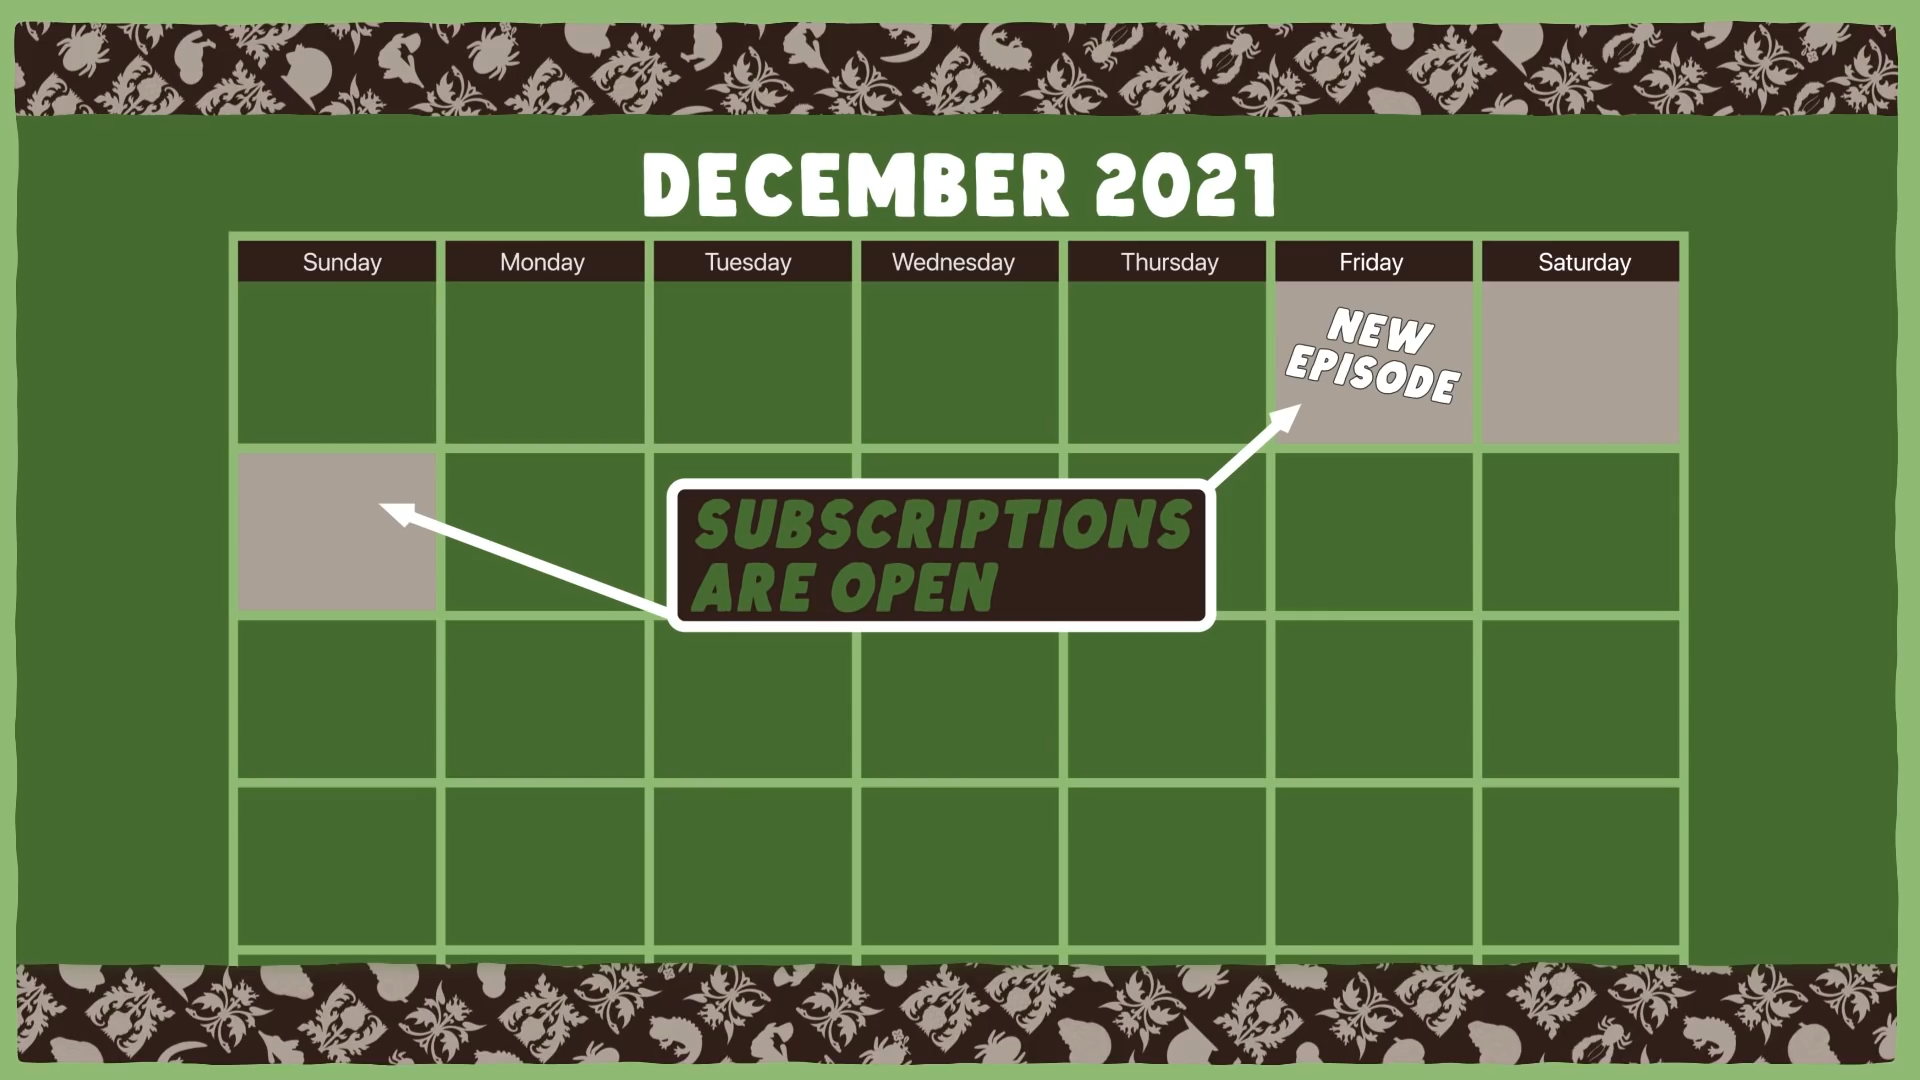 DECEMBER 2021
Sunday Monday Tuesday Wednesday Thursday Friday Saturday
NEW
EPISODE
SUBSCRIPTIONS
ARE OPEN